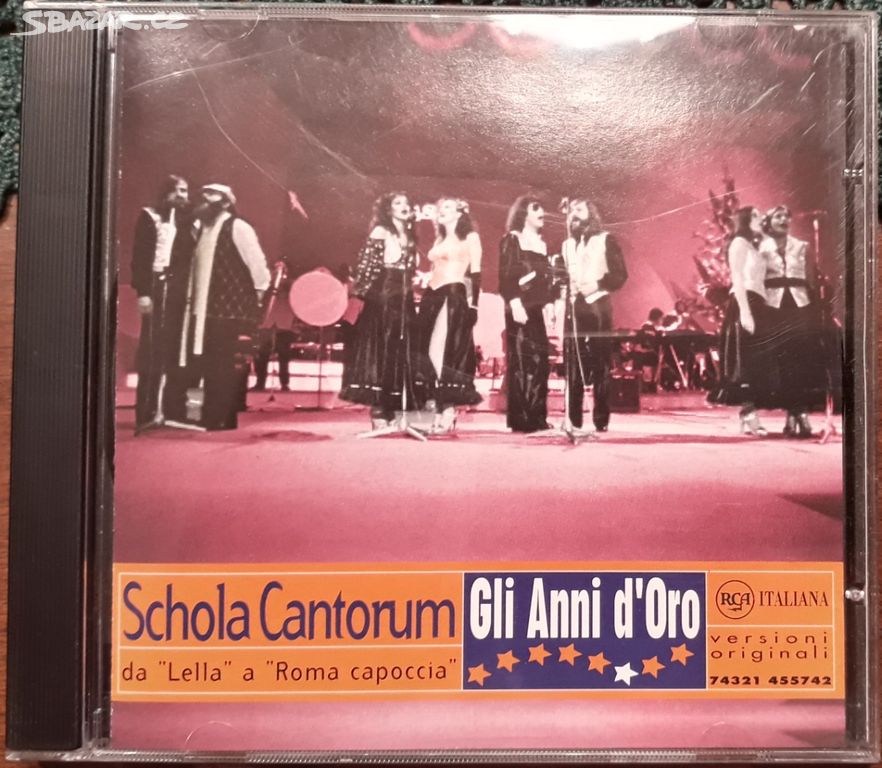 SBAZAR.CZ
Schola Cantorum
da "Lella" a "Roma capoccia"
Gli Anni d'Oro
RCA ITALIANA
versioni
originali
74321 455742